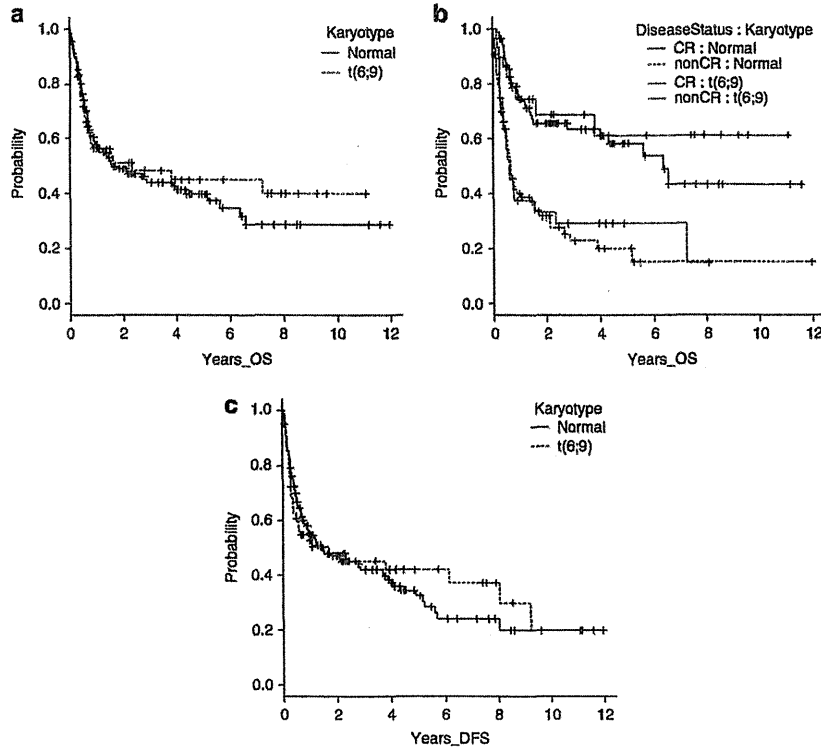 a
Karyotype
Normal
t(6;9)
1.0
0.8
0.6
0.4
0.2
0.0
Probability
0 2 4 6 8 10 12
Years_OS
b
DiseaseStatus : Karyotype
CR : Normal
nonCR : Normal
CR : t(6;9)
nonCR : t(6;9)
1.0
0.8
0.6
0.4
0.2
0.0
Probability
0 2 4 6 8 10 12
Years_OS
c
Karyotype
Normal
t(6;9)
1.0
0.8
0.6
0.4
0.2
0.0
Probability
0 2 4 6 8 10 12
Years_DFS